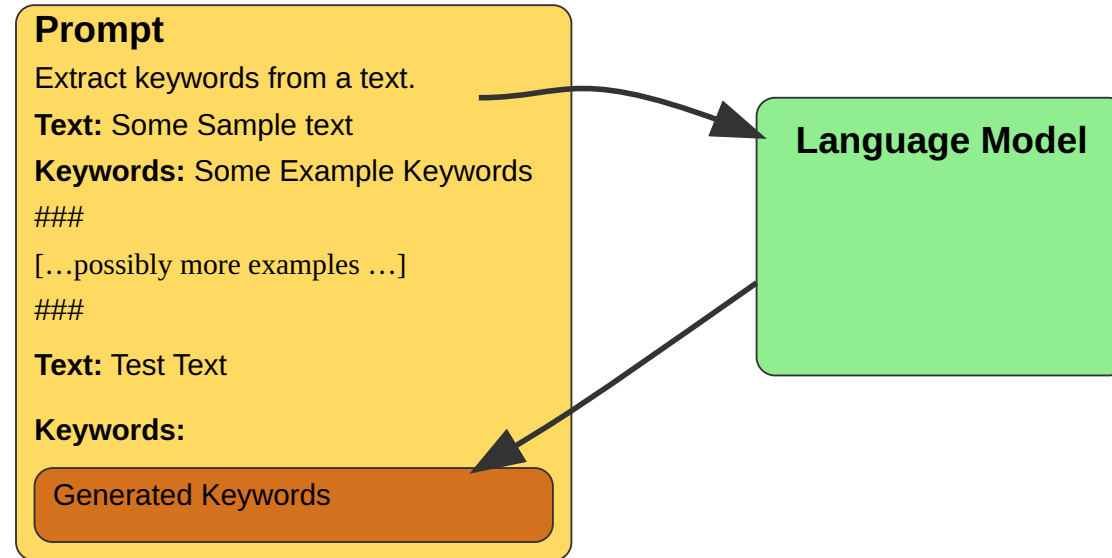 Prompt
Extract keywords from a text.
Text: Some Sample text
Keywords: Some Example Keywords
###
[…possibly more examples …]
###
Text: Test Text
Keywords:
Generated Keywords
Language Model